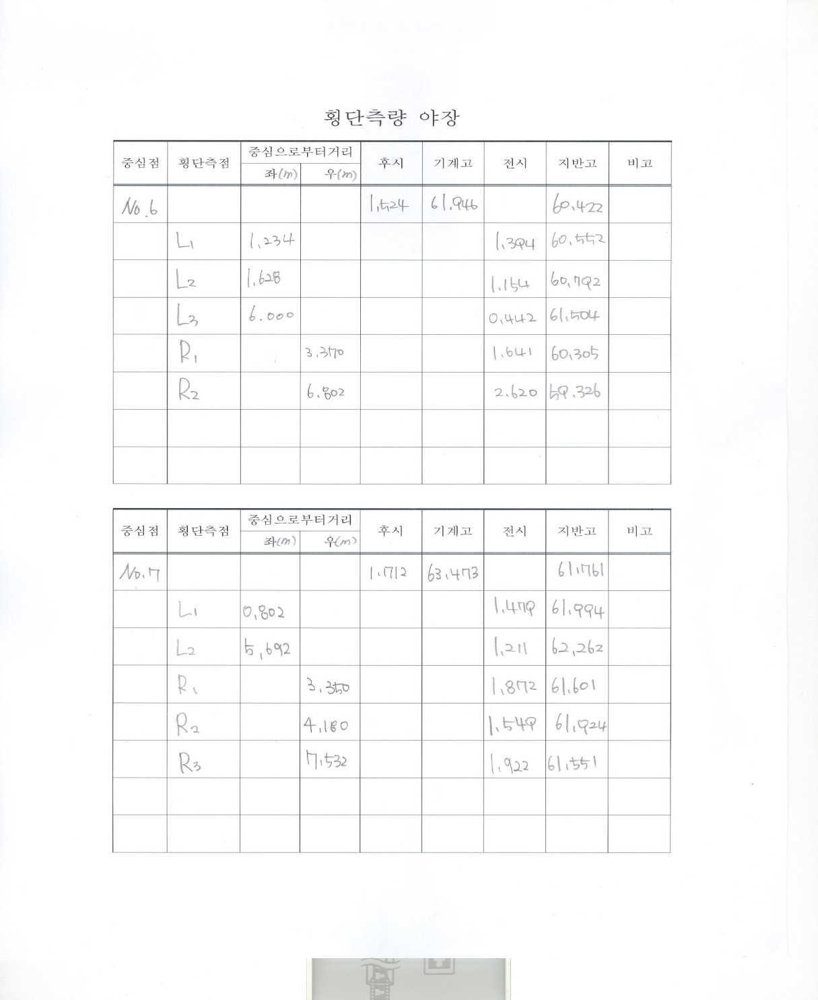 횡단측량 야장
중심점 횡단측점 중심으로부터거리 후시 기계고 전시 지반고 비고
좌(m) 우(m)
No.6 1.524 61.946 60.422
L1 1.234 1.394 60.552
L2 1.628 1.154 60.792
L3 6.000 0.442 61.504
R1 3.370 1.641 60.305
R2 6.802 2.620 59.326
중심점 횡단측점 중심으로부터거리 후시 기계고 전시 지반고 비고
좌(m) 우(m)
No.7 1.712 63.473 61.761
L1 0.802 1.479 61.994
L2 5.692 1.211 62.262
R1 3.350 1.872 61.601
R2 4.180 1.549 61.924
R3 7.532 1.922 61.551